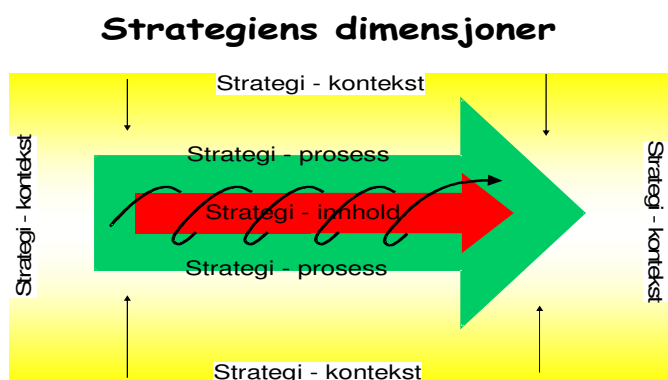 Strategiens dimensjoner
Strategi - kontekst
Strategi - kontekst
Strategi - prosess
Strategi - innhold
Strategi - prosess
Strategi - kontekst
Strategi - kontekst